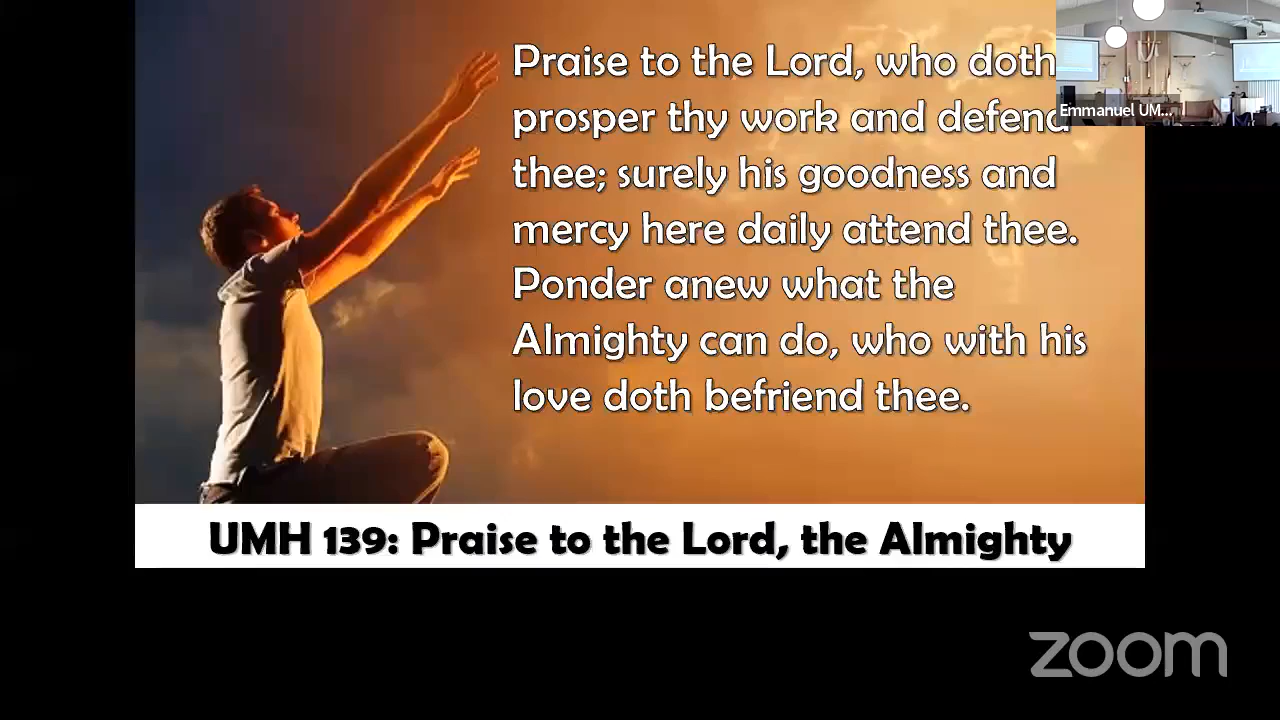 Praise to the Lord, who doth
prosper thy work and defend
thee; surely his goodness and
mercy here daily attend thee.
Ponder anew what the
Almighty can do, who with his
love doth befriend thee.
UMH 139: Praise to the Lord, the Almighty
Emmanuel UM...
zoom